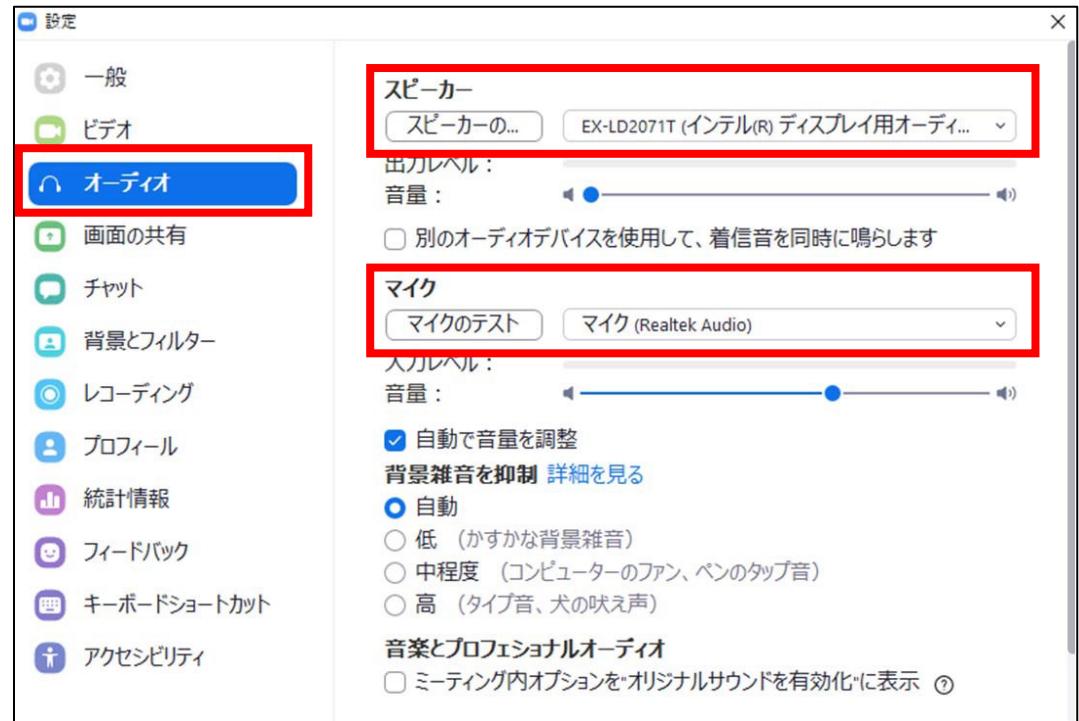 設定
一般
ビデオ
オーディオ
画面の共有
チャット
背景とフィルター
レコーディング
プロフィール
統計情報
フィードバック
キーボードショートカット
アクセシビリティ
スピーカー
スピーカーの... EX-LD2071T (インテル(R) ディスプレイ用オーディ...
出力レベル：
音量：
別のオーディオデバイスを使用して、着信音を同時に鳴らします
マイク
マイクのテスト マイク (Realtek Audio)
入力レベル：
音量：
自動で音量を調整
背景雑音を抑制 詳細を見る
自動
低 （かすかな背景雑音）
中程度 （コンピューターのファン、ペンのタップ音）
高 （タイプ音、犬の吠え声）
音楽とプロフェショナルオーディオ
ミーティング内オプションを"オリジナルサウンドを有効化"に表示